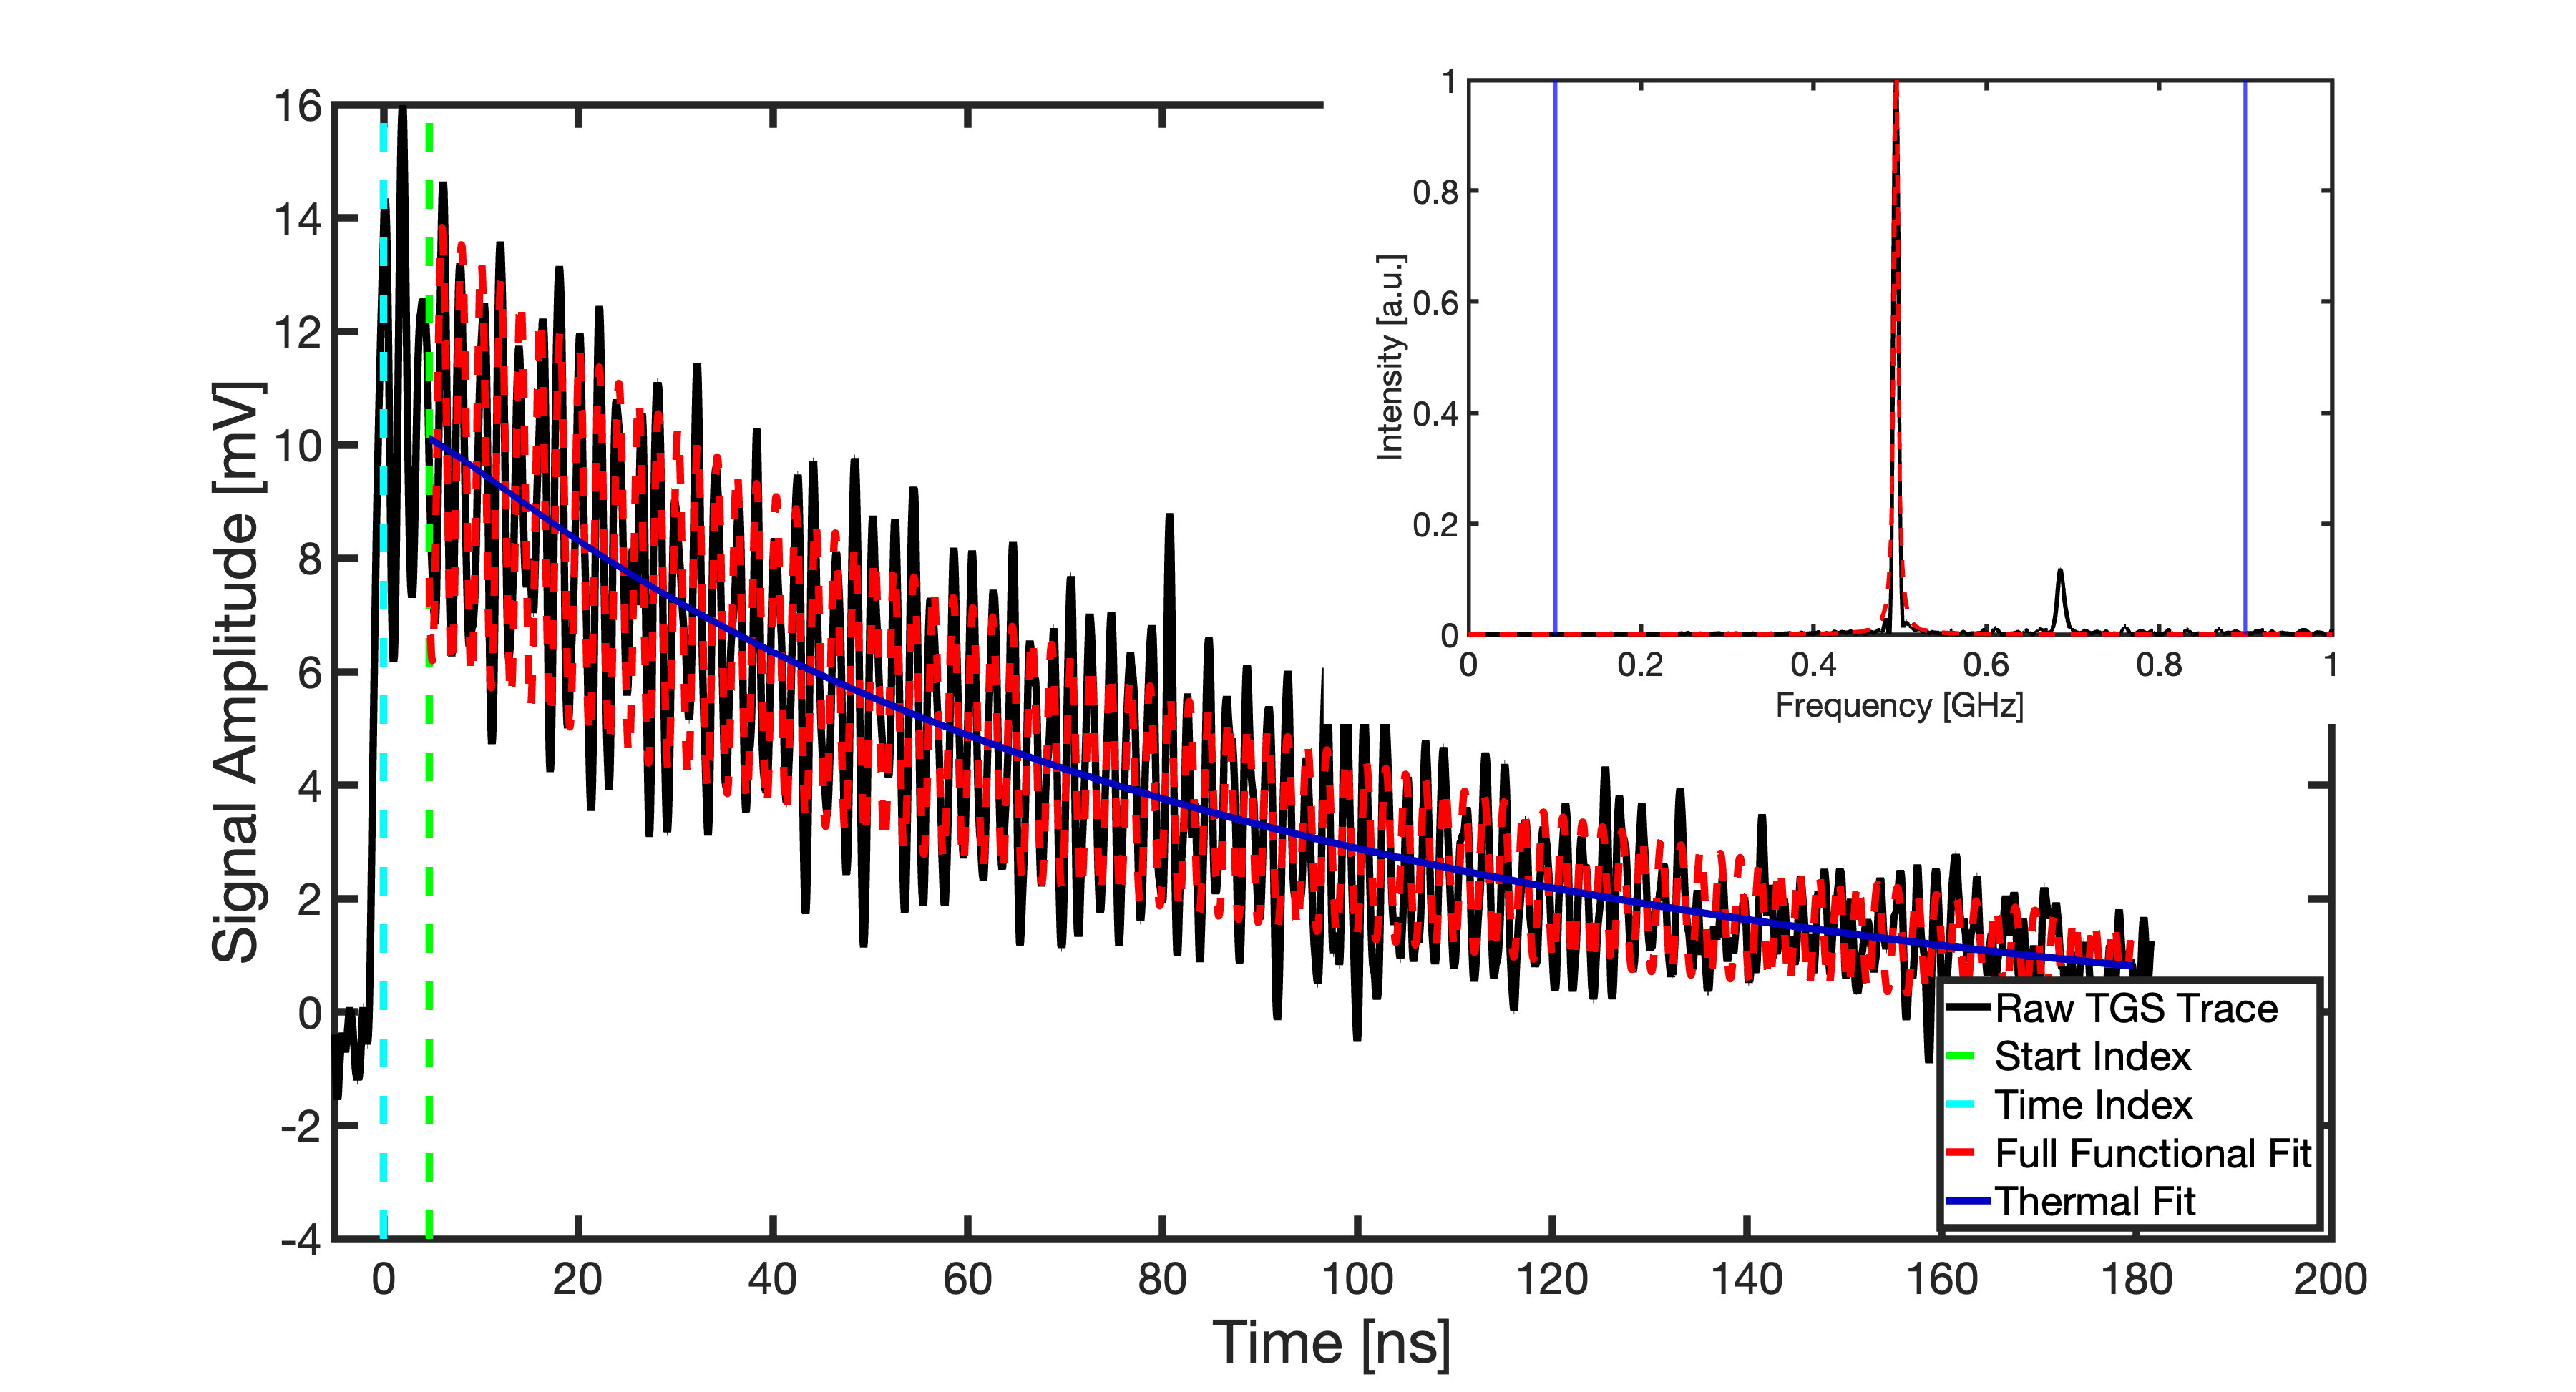 16
14
12
10
8
6
4
2
0
-2
-4
Signal Amplitude [mV]
0 20 40 60 80 100 120 140 160 180 200
Time [ns]
1
0.8
0.6
0.4
0.2
0
Intensity [a.u.]
0 0.2 0.4 0.6 0.8 1
Frequency [GHz]
Raw TGS Trace
Start Index
Time Index
Full Functional Fit
Thermal Fit